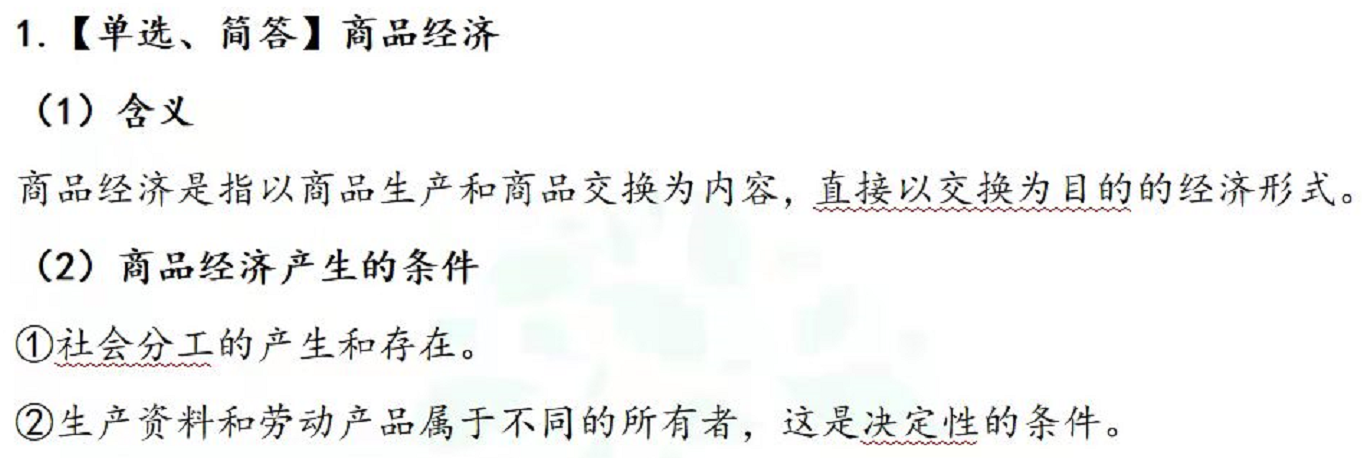 1.【单选、简答】商品经济
（1）含义
商品经济是指以商品生产和商品交换为内容，直接以交换为目的的经济形式。
（2）商品经济产生的条件
①社会分工的产生和存在。
②生产资料和劳动产品属于不同的所有者，这是决定性的条件。